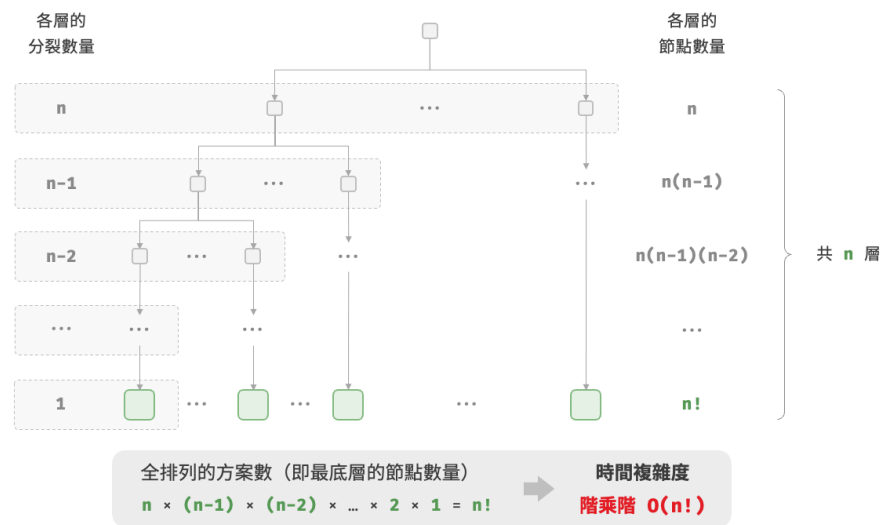 各層的
分裂數量
各層的
節點數量
n
...
n
n-1
...
...
n(n-1)
n-2
...
...
n(n-1)(n-2)
共 n 層
...
...
...
...
1
...
...
...
n!
全排列的方案數（即最底層的節點數量）
n × (n-1) × (n-2) × … × 2 × 1 = n!
時間複雜度
階乘階 O(n!)